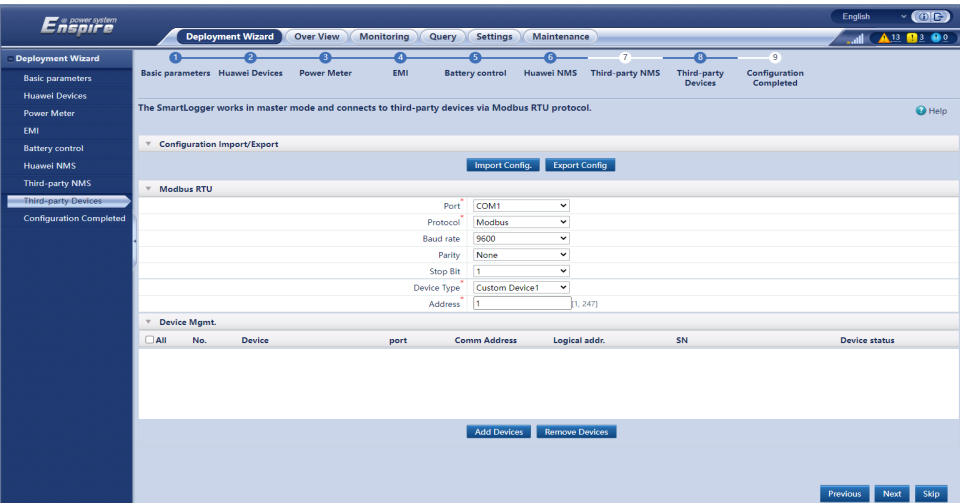 @ power system
Enspire
English
Deployment Wizard Over View Monitoring Query Settings Maintenance
13 3 0
Deployment Wizard
Basic parameters
Huawei Devices
Power Meter
EMI
Battery control
Huawei NMS
Third-party NMS
Third-party Devices
Configuration Completed
1 2 3 4 5 6 7 8 9
Basic parameters Huawei Devices Power Meter EMI Battery control Huawei NMS Third-party NMS Third-party Devices Configuration Completed
The SmartLogger works in master mode and connects to third-party devices via Modbus RTU protocol.
Help
Configuration Import/Export
Import Config. Export Config
Modbus RTU
Port* COM1
Protocol* Modbus
Baud rate 9600
Parity None
Stop Bit 1
Device Type* Custom Device1
Address* 1 [1, 247]
Device Mgmt.
All No. Device port Comm Address Logical addr. SN Device status
Add Devices Remove Devices
Previous Next Skip